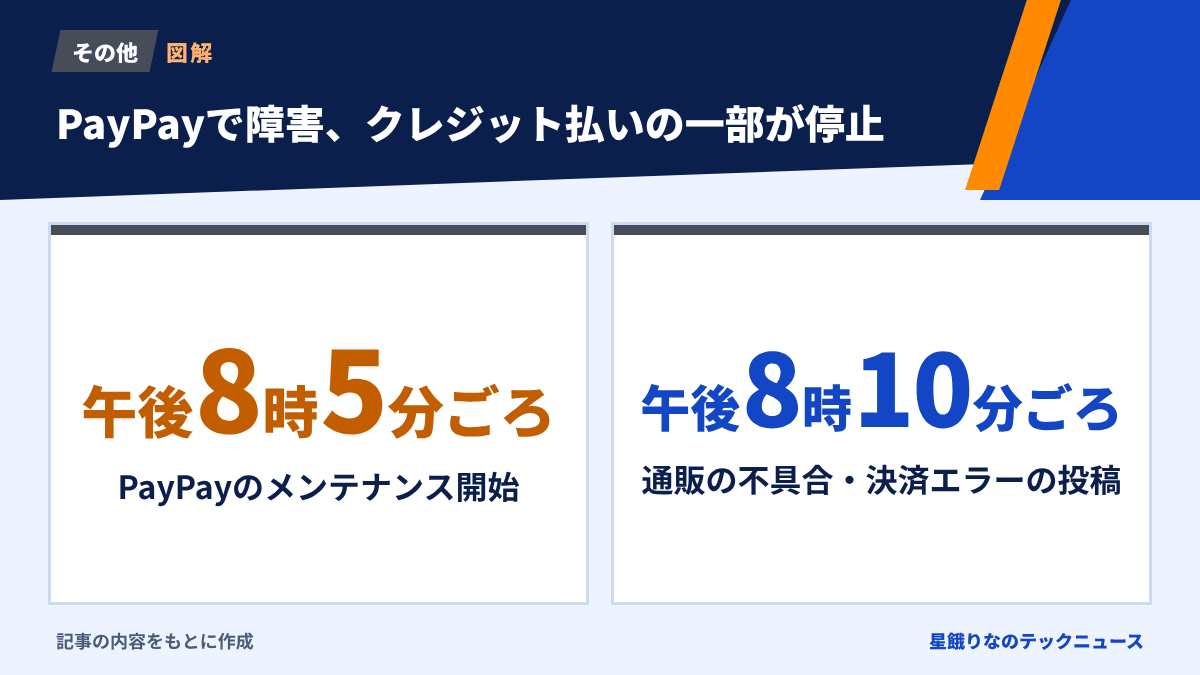 その他 図解
PayPayで障害、クレジット払いの一部が停止
午後8時5分ごろ
PayPayのメンテナンス開始
午後8時10分ごろ
通販の不具合・決済エラーの投稿
記事の内容をもとに作成
星餓りなのテックニュース